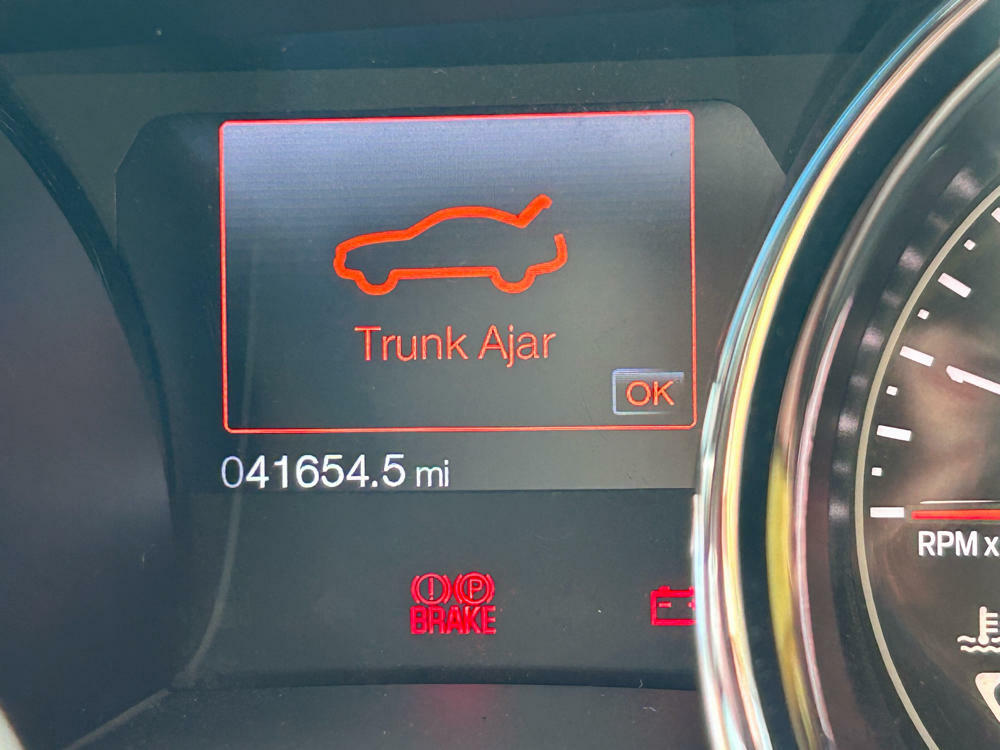 Trunk Ajar
OK
041654.5 mi
(!) (P)
BRAKE
RPM x